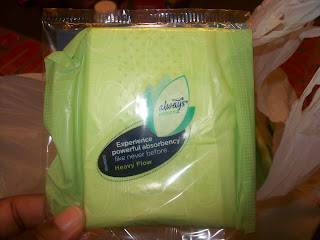 always
Experience
powerful absorbency
like never before.
Heavy Flow